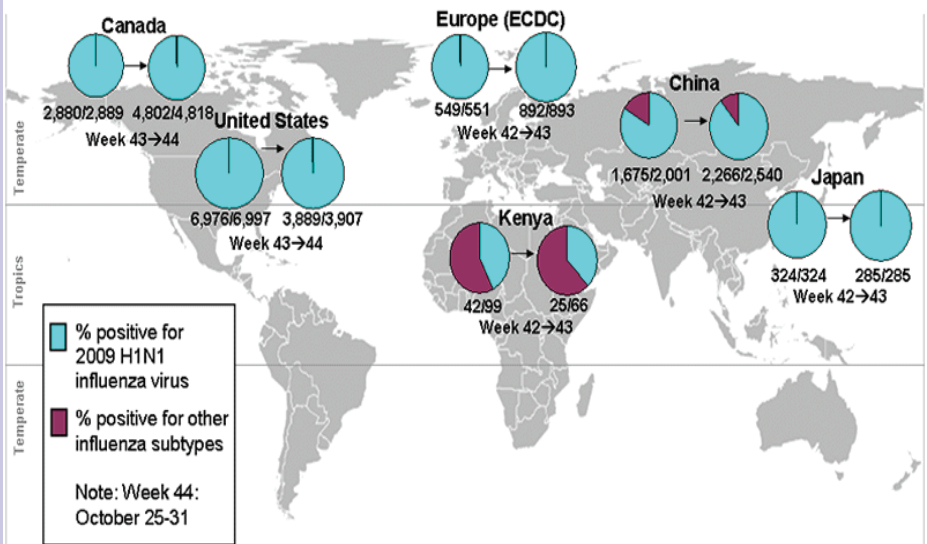 Canada
2,880/2,889 4,802/4,818
Week 43→44
United States
6,976/6,997 3,889/3,907
Week 43→44
Europe (ECDC)
549/551 892/893
Week 42→43
China
1,675/2,001 2,266/2,540
Week 42→43
Japan
324/324 285/285
Week 42→43
Kenya
42/99 25/66
Week 42→43
Temperate
Tropics
Temperate
% positive for
2009 H1N1
influenza virus
% positive for other
influenza subtypes
Note: Week 44:
October 25-31